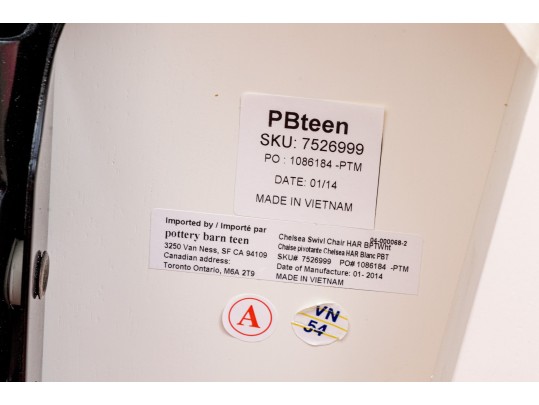 PBteen
SKU: 7526999
PO : 1086184 -PTM
DATE: 01/14
MADE IN VIETNAM
Imported by / Importé par
pottery barn teen
3250 Van Ness, SF CA 94109
Canadian address:
Toronto Ontario, M6A 2T9
04-000068-2
Chelsea Swivl Chair HAR BPTWht
Chaise pivotante Chelsea HAR Blanc PBT
SKU# 7526999 PO# 1086184 -PTM
Date of Manufacture: 01- 2014
MADE IN VIETNAM
A
VN
54